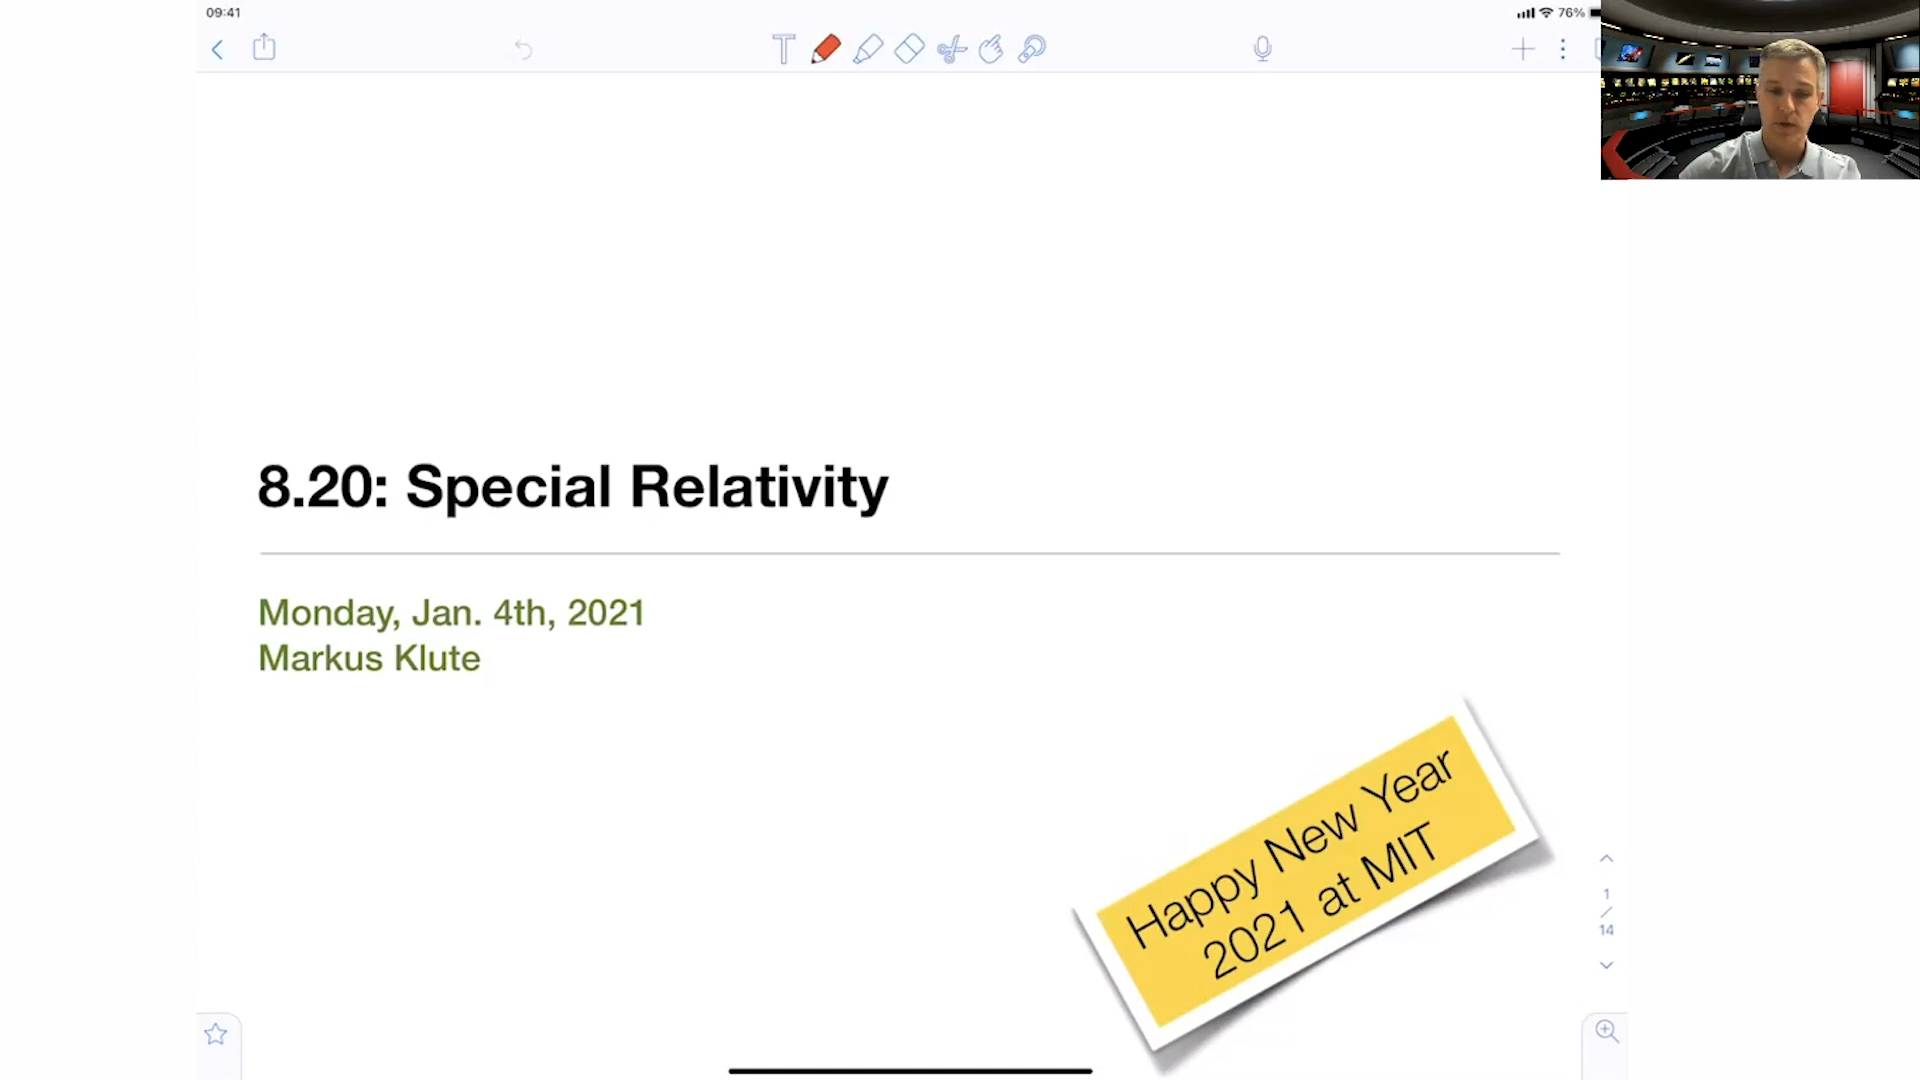 09:41
76%
8.20: Special Relativity
Monday, Jan. 4th, 2021
Markus Klute
Happy New Year
2021 at MIT
1
/
14